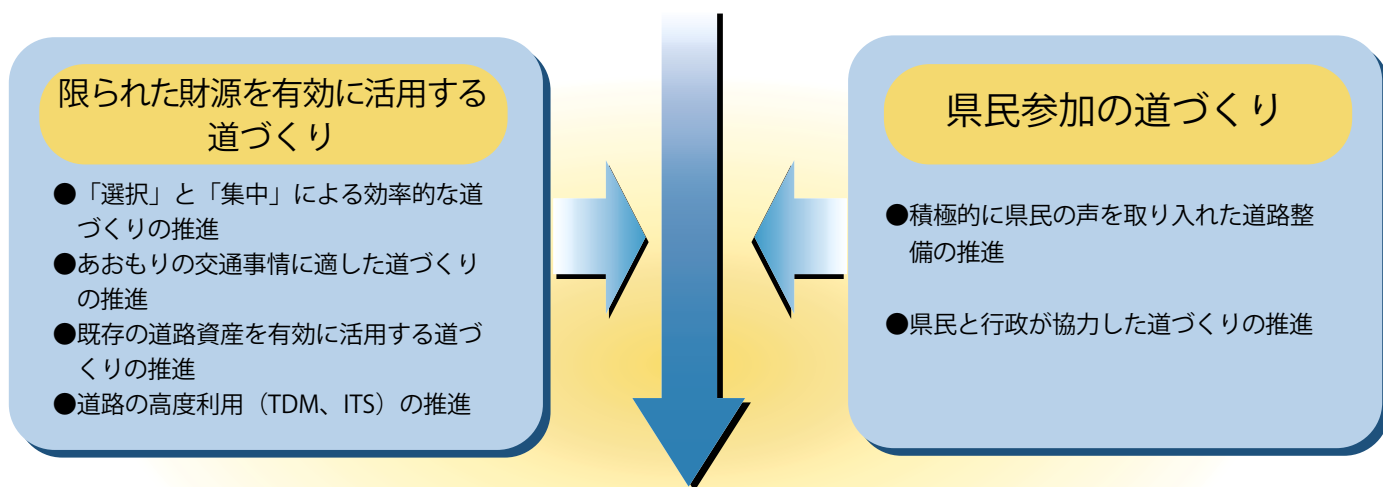 限られた財源を有効に活用する
道づくり
●「選択」と「集中」による効率的な道
づくりの推進
●あおもりの交通事情に適した道づくり
の推進
●既存の道路資産を有効に活用する道づ
くりの推進
●道路の高度利用（TDM、ITS）の推進
県民参加の道づくり
●積極的に県民の声を取り入れた道路整
備の推進
●県民と行政が協力した道づくりの推進